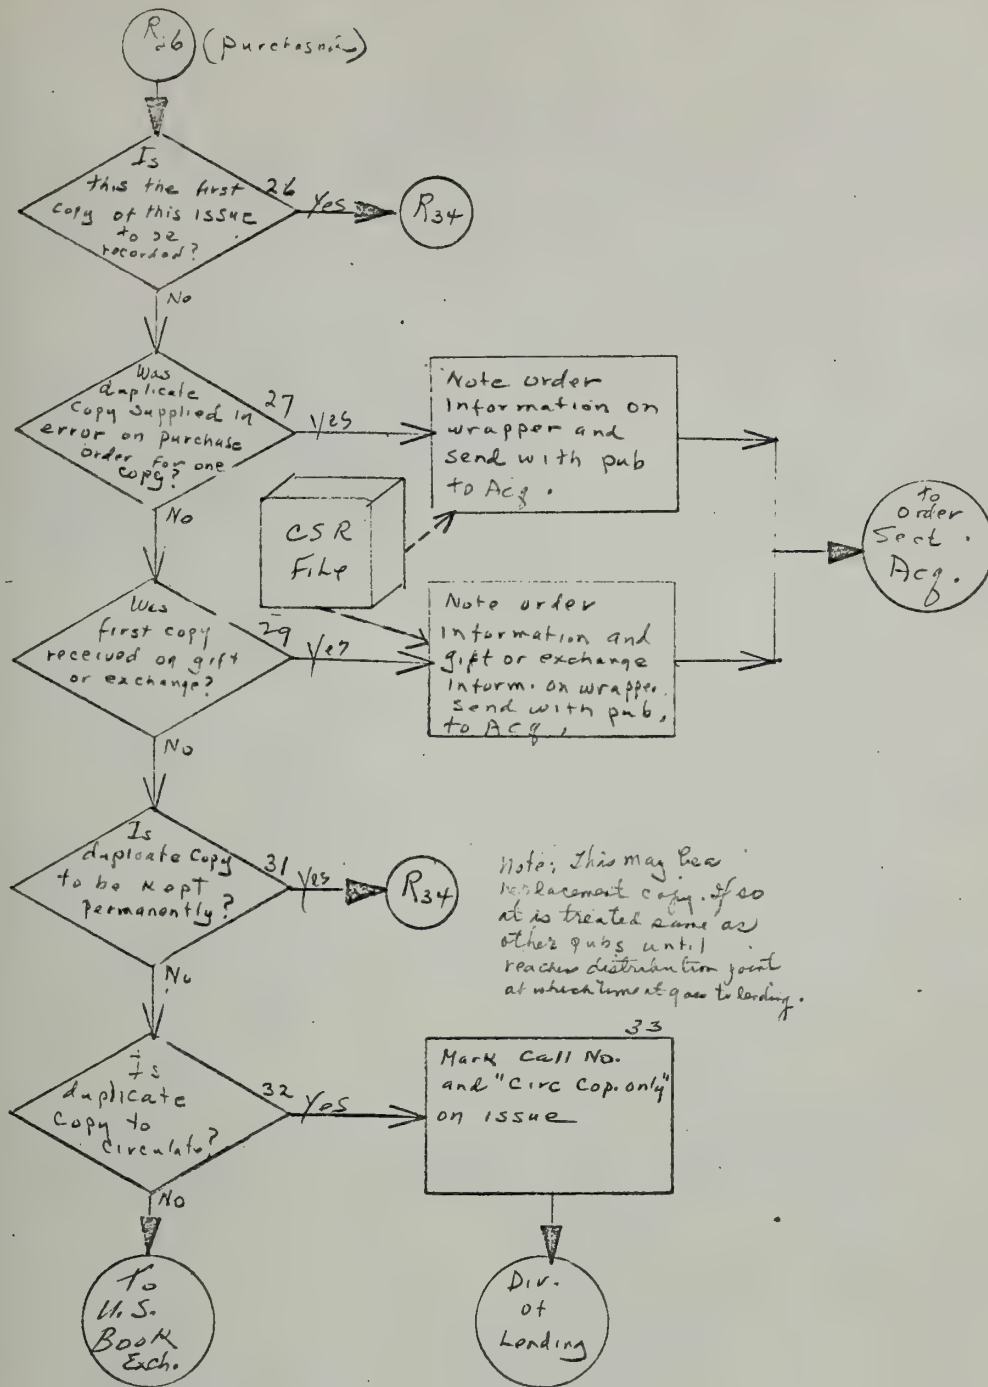 R26 (Purchasing)
Is
this the first
copy of this issue
to be
recorded?
26
Yes
R34
No
Was
duplicate
copy supplied in
error on purchase
order for one
copy?
27
Yes
Note order
Information on
wrapper and
send with pub
to Acq.
No
CSR
File
to
Order
Sect.
Acq.
Was
first copy
received on gift
or exchange?
29
Yes
Note order
Information and
gift or exchange
Inform. on wrapper.
Send with pub.
to Acq.
No
Is
duplicate copy
to be kept
permanently?
31
Yes
R34
Note: This may be a
replacement copy. If so
it is treated same as
other pubs until
reaches distribution point
at which time it goes to lending.
No
Is
duplicate
copy to
circulate?
32
Yes
33
Mark Call No.
and "Circ Cop. only"
on issue
No
To
U.S.
Book
Exch.
Div.
of
Lending